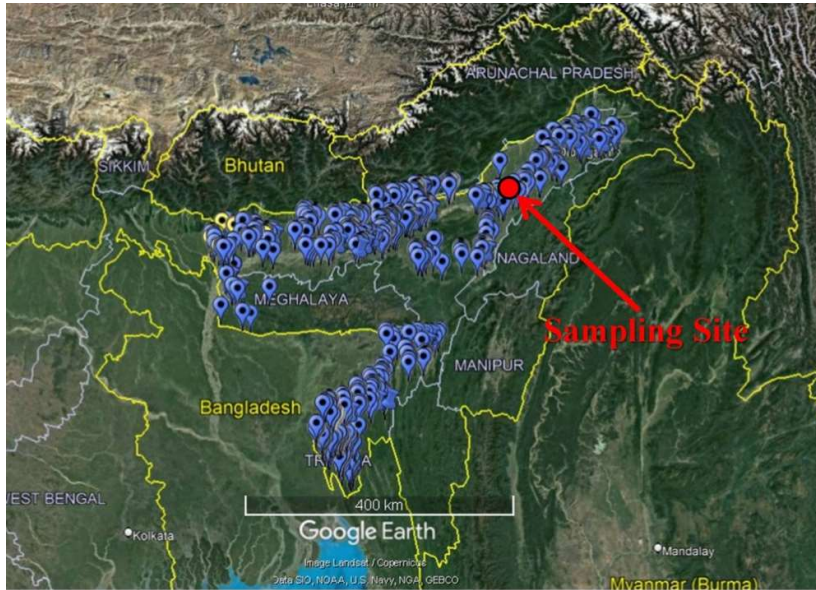 ARUNACHAL PRADESH
SIKKIM
Bhutan
NAGALAND
MEGHALAYA
Sampling Site
MANIPUR
Bangladesh
WEST BENGAL
400 km
Kolkata
Google Earth
Mandalay
Image Landsat / Copernicus
Data SIO, NOAA, U.S. Navy, NGA, GEBCO
Myanmar (Burma)